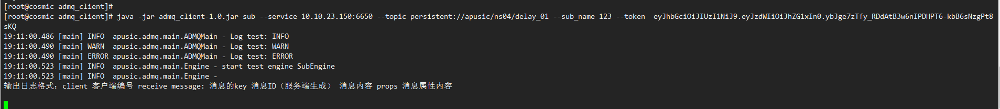 [root@cosmic admq_client]#
[root@cosmic admq_client]# java -jar admq_client-1.0.jar sub --service 10.10.23.150:6650 --topic persistent://apusic/ns04/delay_01 --sub_name 123 --token  eyJhbGciOiJIUzI1NiJ9.eyJzdWIiOiJhZG1xIn0.ybJge7zTfy_RDdAtB3w6nIPDHPT6-kbB6sNzgPt8
sKQ
19:11:00.486 [main] INFO  apusic.admq.main.ADMQMain - Log test: INFO
19:11:00.490 [main] WARN  apusic.admq.main.ADMQMain - Log test: WARN
19:11:00.490 [main] ERROR apusic.admq.main.ADMQMain - Log test: ERROR
19:11:00.523 [main] INFO  apusic.admq.main.Engine - start test engine SubEngine
19:11:00.523 [main] INFO  apusic.admq.main.Engine -
输出日志格式：client 客户端编号 receive message: 消息的key 消息ID（服务端生成） 消息内容 props 消息属性内容